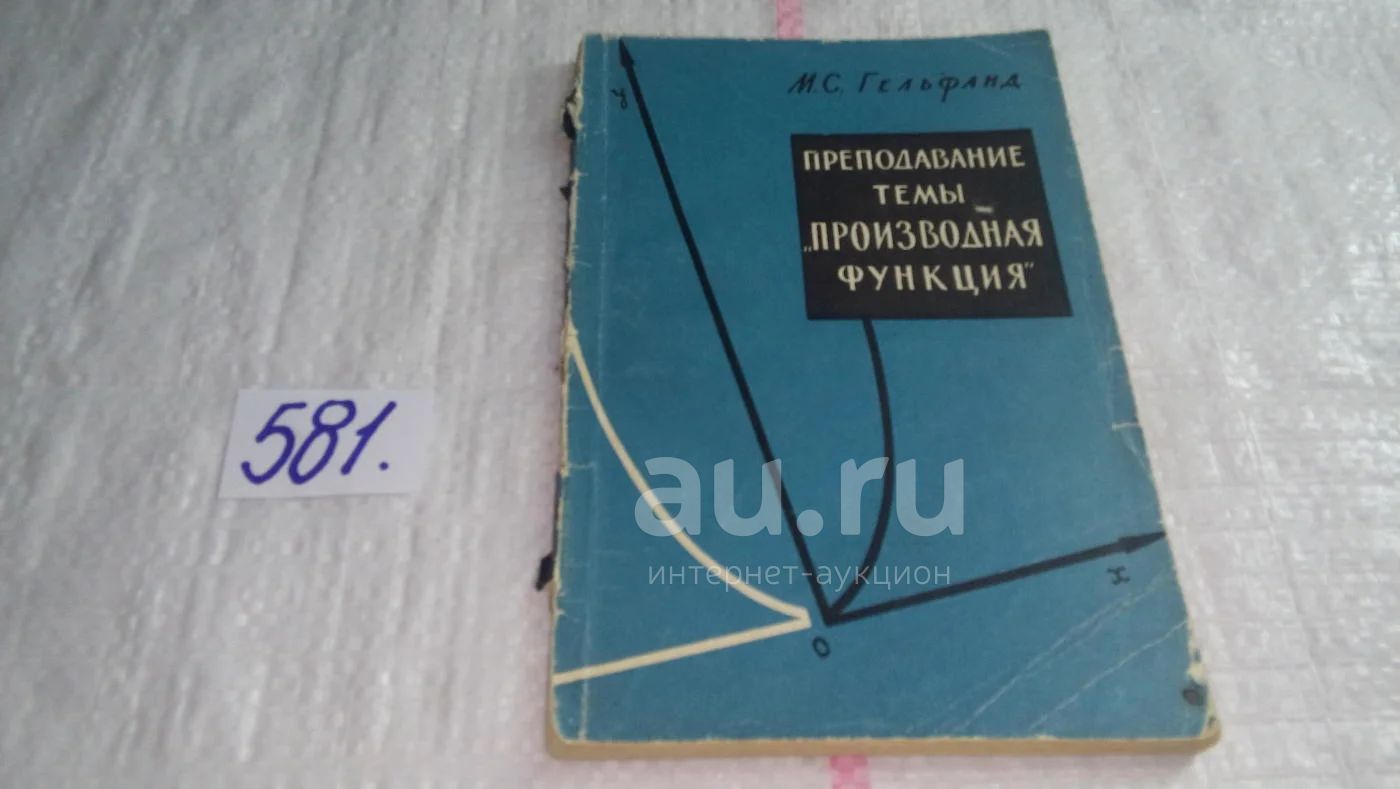 У
М.С. Гельфанд
ПРЕПОДАВАНИЕ
ТЕМЫ
„ПРОИЗВОДНАЯ
ФУНКЦИЯ"
581.
au.ru
интернет-аукцион
х
О